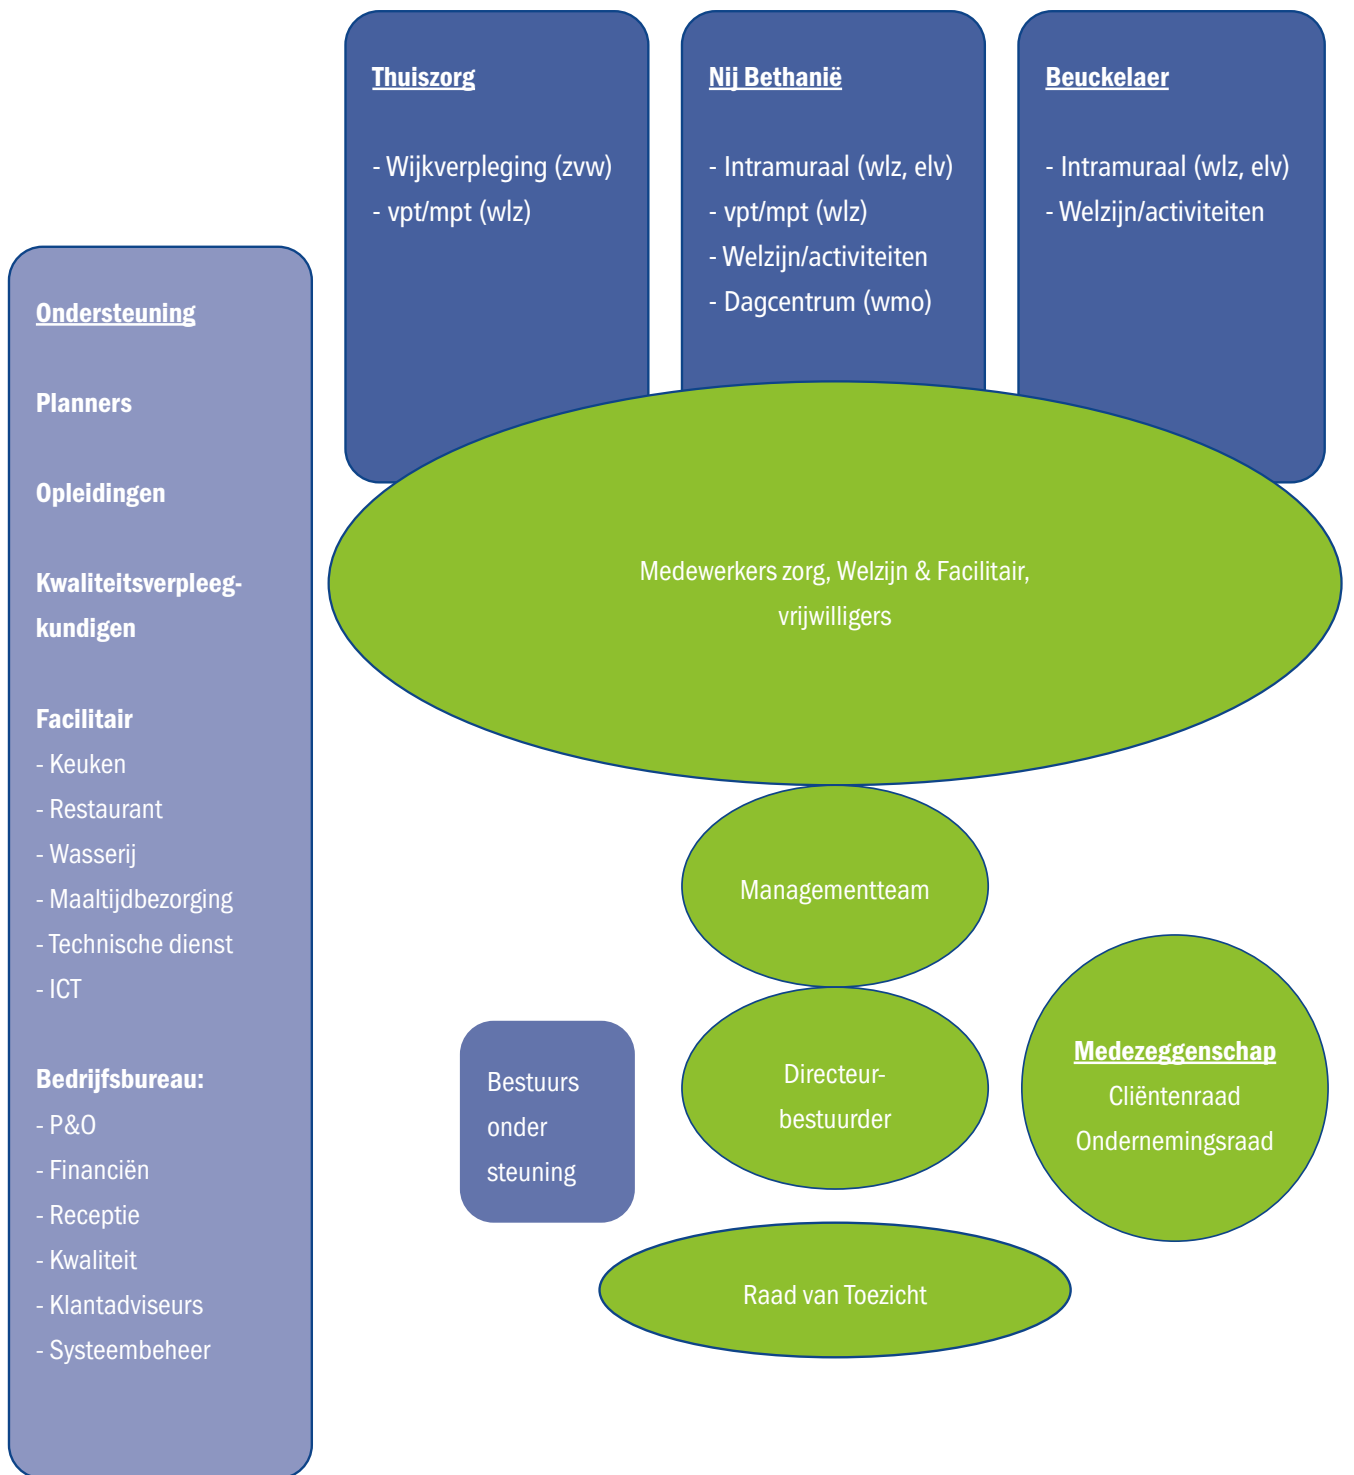 Thuiszorg
- Wijkverpleging (zvw)
- vpt/mpt (wlz)
Nij Bethanië
- Intramuraal (wlz, elv)
- vpt/mpt (wlz)
- Welzijn/activiteiten
- Dagcentrum (wmo)
Beuckelaer
- Intramuraal (wlz, elv)
- Welzijn/activiteiten
Ondersteuning
Planners
Opleidingen
Kwaliteitsverpleeg-
kundigen
Facilitair
- Keuken
- Restaurant
- Wasserij
- Maaltijdbezorging
- Technische dienst
- ICT
Bedrijfsbureau:
- P&O
- Financiën
- Receptie
- Kwaliteit
- Klantadviseurs
- Systeembeheer
Medewerkers zorg, Welzijn & Facilitair,
vrijwilligers
Managementteam
Bestuurs
onder
steuning
Directeur-
bestuurder
Medezeggenschap
Cliëntenraad
Ondernemingsraad
Raad van Toezicht